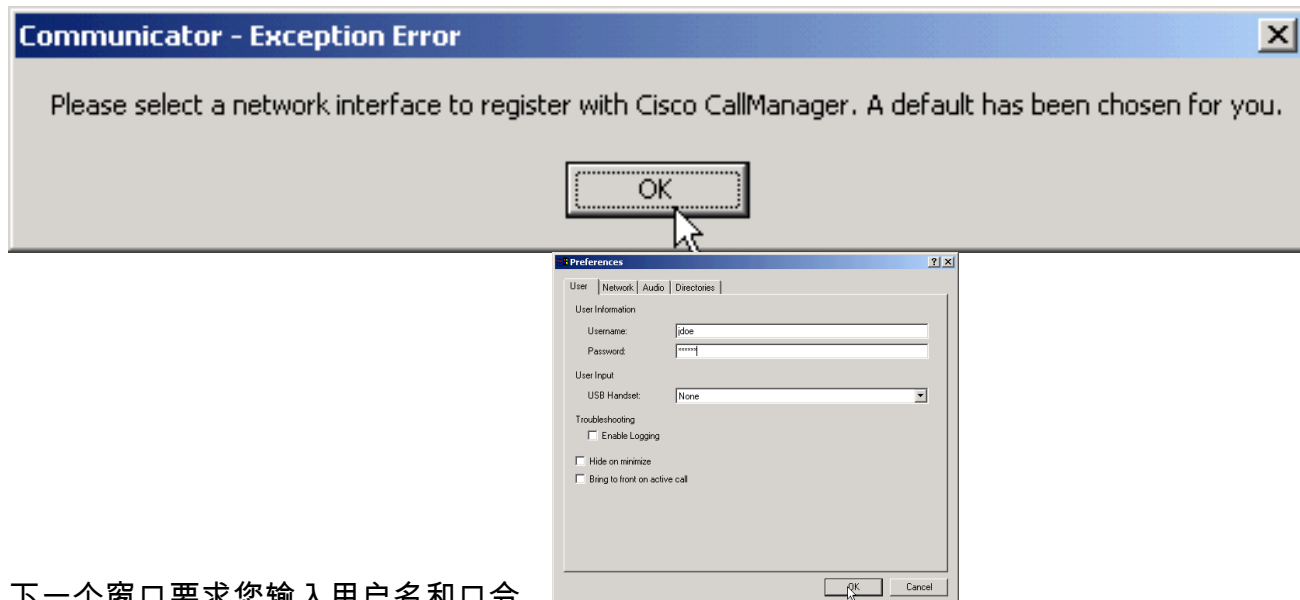 Communicator - Exception Error
Please select a network interface to register with Cisco CallManager. A default has been chosen for you.
OK
Preferences
User Network Audio Directories
User Information
Username: jdoe
Password: ******
User Input
USB Handset: None
Troubleshooting
Enable Logging
Hide on minimize
Bring to front on active call
OK Cancel
下一个窗口要求您输入用户名和口令